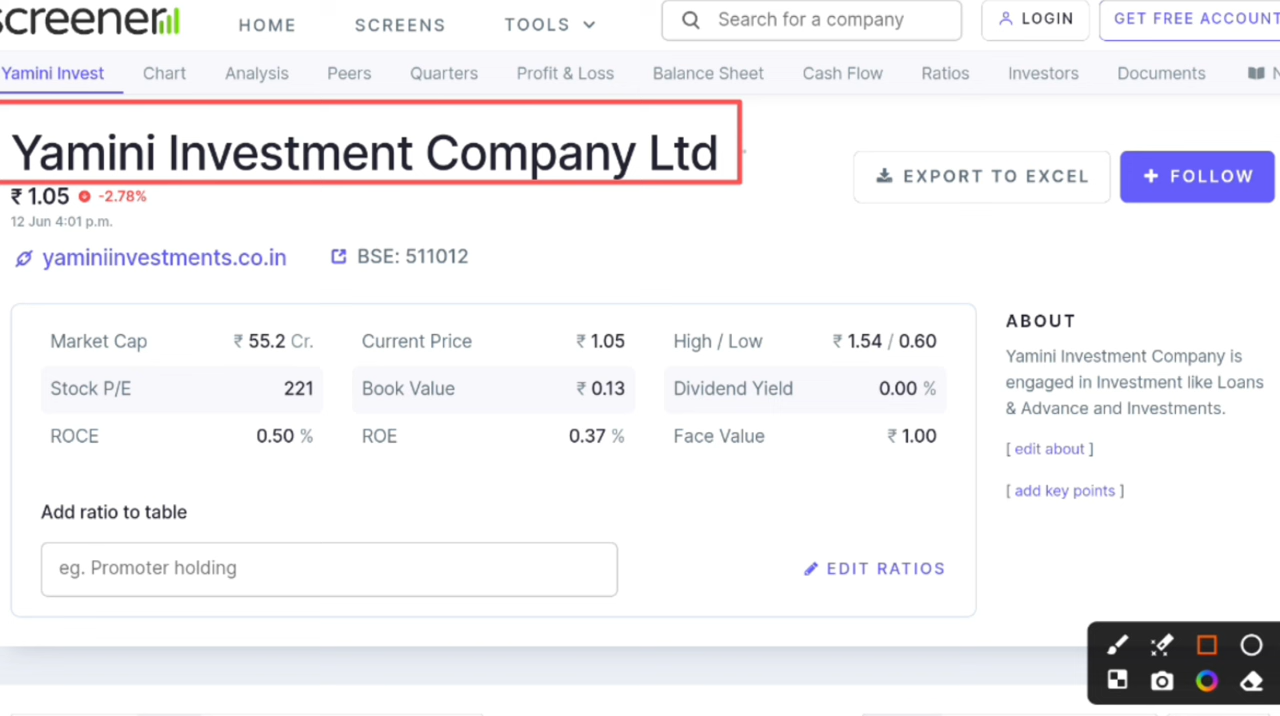 screener
HOME SCREENS TOOLS Search for a company LOGIN GET FREE ACCOUNT
Yamini Invest Chart Analysis Peers Quarters Profit & Loss Balance Sheet Cash Flow Ratios Investors Documents N
Yamini Investment Company Ltd
EXPORT TO EXCEL + FOLLOW
₹ 1.05 -2.78%
12 Jun 4:01 p.m.
yaminiinvestments.co.in BSE: 511012
Market Cap ₹ 55.2 Cr. Current Price ₹ 1.05 High / Low ₹ 1.54 / 0.60
Stock P/E 221 Book Value ₹ 0.13 Dividend Yield 0.00 %
ROCE 0.50 % ROE 0.37 % Face Value ₹ 1.00
Add ratio to table
eg. Promoter holding EDIT RATIOS
ABOUT
Yamini Investment Company is
engaged in Investment like Loans
& Advance and Investments.
[ edit about ]
[ add key points ]